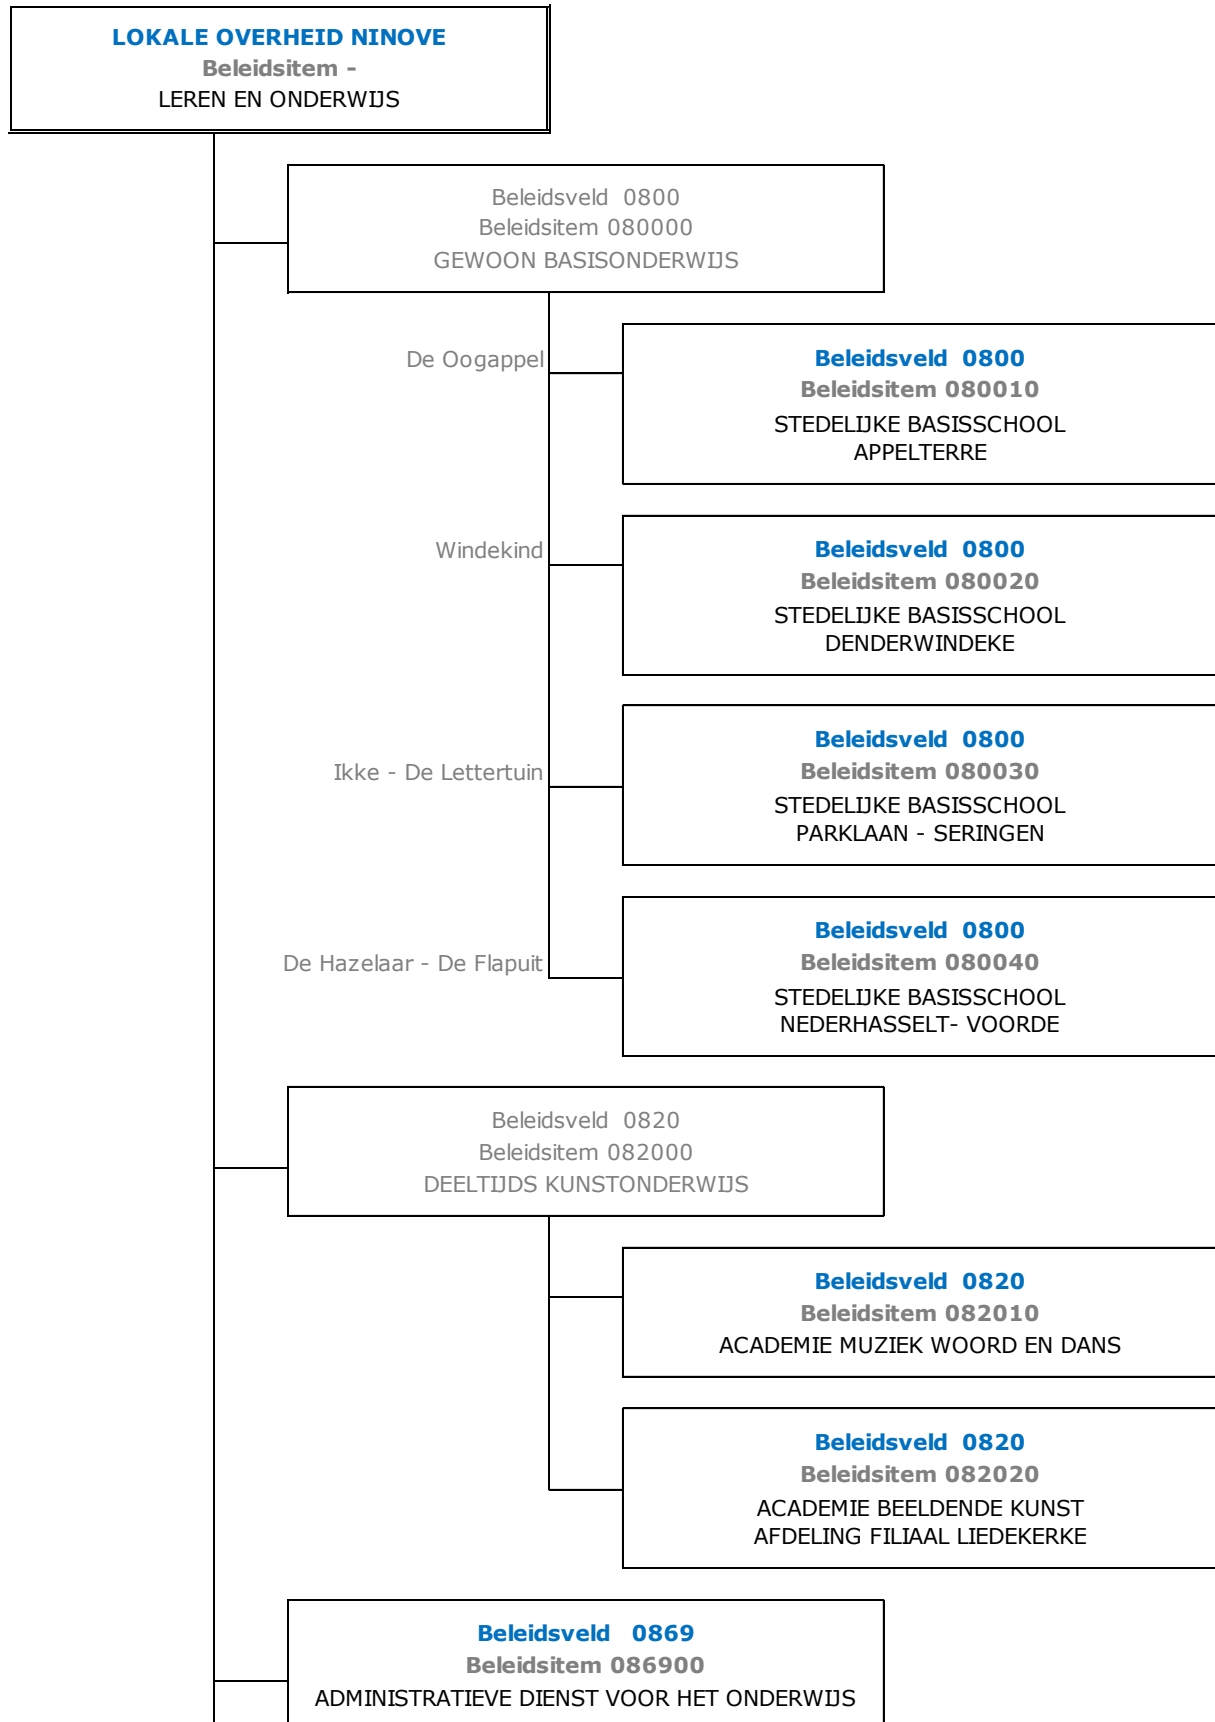 LOKALE OVERHEID NINOVE
Beleidsitem -
LEREN EN ONDERWIJS
Beleidsveld 0800
Beleidsitem 080000
GEWOON BASISONDERWIJS
De Oogappel
Beleidsveld 0800
Beleidsitem 080010
STEDELIJKE BASISSCHOOL
APPELTERRE
Windekind
Beleidsveld 0800
Beleidsitem 080020
STEDELIJKE BASISSCHOOL
DENDERWINDEKE
Ikke - De Lettertuin
Beleidsveld 0800
Beleidsitem 080030
STEDELIJKE BASISSCHOOL
PARKLAAN - SERINGEN
De Hazelaar - De Flapuit
Beleidsveld 0800
Beleidsitem 080040
STEDELIJKE BASISSCHOOL
NEDERHASSELT- VOORDE
Beleidsveld 0820
Beleidsitem 082000
DEELTIJDS KUNSTONDERWIJS
Beleidsveld 0820
Beleidsitem 082010
ACADEMIE MUZIEK WOORD EN DANS
Beleidsveld 0820
Beleidsitem 082020
ACADEMIE BEELDENDE KUNST
AFDELING FILIAAL LIEDEKERKE
Beleidsveld 0869
Beleidsitem 086900
ADMINISTRATIEVE DIENST VOOR HET ONDERWIJS